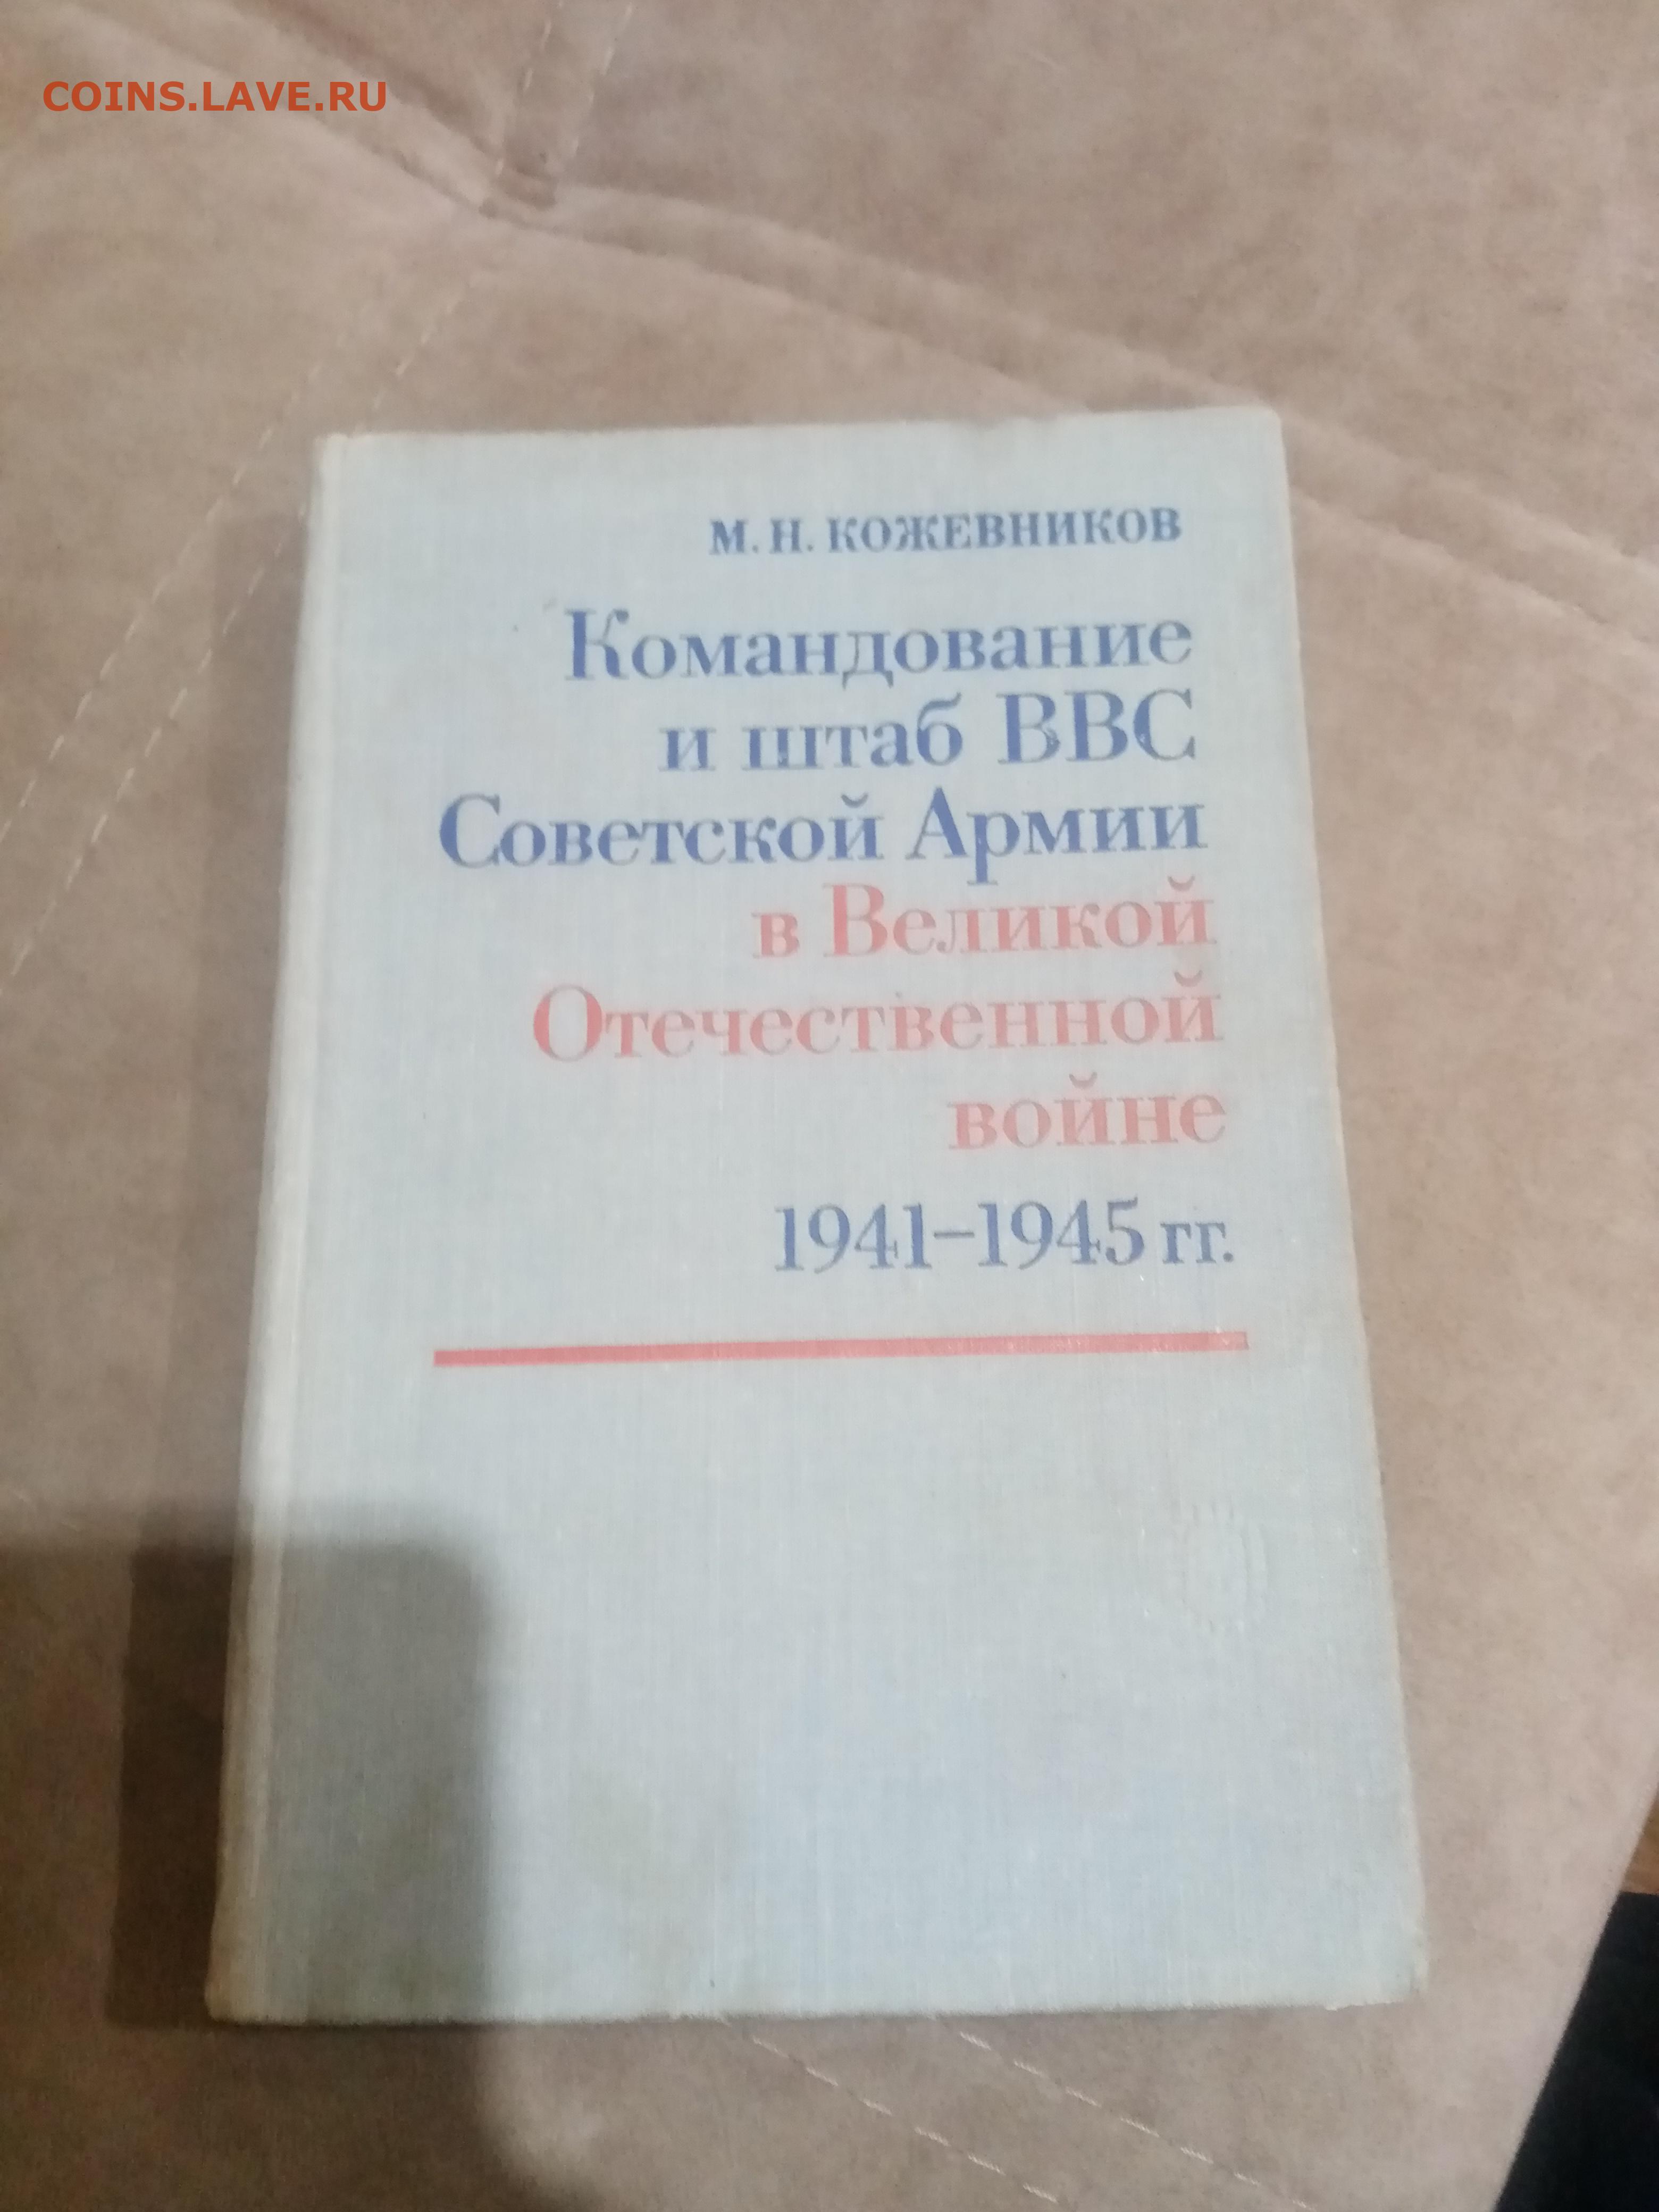 COINS.LAVE.RU
М. Н. КОЖЕВНИКОВ
Командование
и штаб ВВС
Советской Армии
в Великой
Отечественной
войне
1941–1945 гг.